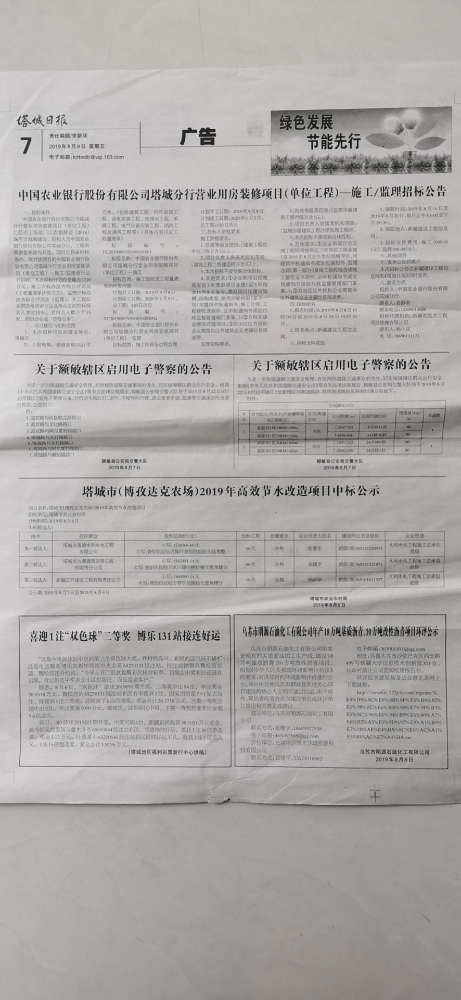 塔城日报
7
责任编辑/李新华
2019年8月9日 星期五
电子邮箱:tcrbstlb@vip.163.com
广告
绿色发展
节能先行
中国农业银行股份有限公司塔城分行营业用房装修项目(单位工程)—施工/监理招标公告
一、招标条件
中国农业银行股份有限公司塔城
分行营业用房装修项目(单位工程)
已经由上级部门以农银财会[2018]
26号文批准建设。招标人为中国农业
银行股份有限公司塔城分行,工程所
需资金来源为其他。项目已具备招标
条件,现对该项目的中国农业银行股
份有限公司塔城分行营业用房装修项
目(单位工程)—施工/监理进行公
开招标。本次招标计划投资额为1710
万元,施工评标办法为综合评估法
(工程量清单计价方式),监理评标办
法为综合评估法(监理)。本工程拟
采用资格预审方法选择合适的投标报
名人参加投标,若报名人数小于15
家,则自动变成“资格后审”。
二、项目概况与招标范围
1、本次招标项目的建设地点:
塔城市
2、工程规模:装修面积5521平
方米。(包括建筑工程、内外装修工
程、弱电安装工程、给排水工程、采
暖工程、电气设备安装工程、消防工
程及通风工程等)(具体内容详见工
程量清单)
标段编号:
TC201908070590010100​1
标段名称:中国农业银行股份有
限公司塔城分行营业用房装修项目
(单位工程)—施工
招标范围:施工图纸及工程量清
单的所有内容
计划开工日期:2019年9月8日
计划竣工日期:2020年1月5日。
总工期:120日历日
标段编号:
TC2019080705900102050​02
标段名称:中国农业银行股份有
限公司塔城分行营业用房装修项目
(单位工程)-监理
招标范围:施工阶段全过程监理
计划开工日期:2019年9月8日
计划竣工日期:2020年1月5日。
总工期:120日历日
三、投标人资格要求
施工资格要求:
1、资质等级及范围:[建筑工程总
承包三级](含)以上。
2、项目负责人资格类别和等级:
[建筑工程二级建造师](含)以上。
3、本次招标不接受联合体投标。
4、其他要求:①企业和项目经理
具有近3年类似项目业绩(近3年指
2016年8月至今,类似项目指建设规
模、结构类型、使用功能相似)至少一
项(须提供中标通知书、施工合同、工
程接收表原件,且中标通知书须经行
政监督管理部门备案。);②且报名建
造师无在建项目;③自治区区外投标
企业需提供区外建筑企业进疆信息报
送册。
监理资格要求:
1、资质等级及范围:[监理房屋建
筑工程丙级](含)以上
2、项目负责人资质类别和等级:
[监理房屋建筑工程注册监理工程师]
3、本次招标不接受联合体投标。
4、其他要求:①企业和项目总监
理工程师须提供近三年类似工程业绩
(自2016年8月至今类似规模项目,须
提供中标通知书或发包通知书、监理
合同(第一部分)及竣工验收报告或竣
工接受证书原件,且中标通知书或发
包通知书须经行政监督管理部门备
案。);②自治区区外投标企业需提供
区外建筑企业进疆信息报送册。
四、投标报名
1、报名时间:从2019年8月8日10
时00分到2019年8月15日19时30
分。
2、报名地点:新疆建设工程信息
网。
五、招标文件获取
1、领取时间:2019年8月16日至
2019年8月20日,每日上午10:00至下
午19:30。
2、领取地点:新疆建设工程信息
网。
3、招标文件费用:施工1000.00
(元),监理500.00(元)。
六、其他说明
七、发布公告的媒介
本次招标公告在新疆建设工程信
息网和《塔城日报》同时发布。
八、联系方式
招标人:中国农业银行股份有限
公司塔城分行
联系人:高静淑
联系电话:13399014688
招标代理机构:新疆君凯杰工程
项目管理有限公司
联系人:杨小庆
电 话:18690111171
关于额敏辖区启用电子警察的公告
为进一步加强道路交通安全管理,有效预防道路交通事故的发生,切实保障辖区群众出行安全。根据
《中华人民共和国道路交通安全法》等有关法律法规规定,额敏县公安局交警大队将于2019年8月22日0时
启用辖区7处电子警察设备,对机动车闯红灯、逆行、不按导向行驶、违法变更车道、超速等交通违法行为进
行抓拍,公告如下:
附:
1、迎宾路与阿格勒克路路口
2、迎宾路与文化路路口
3、迎宾路与阿尔夏特路路口
4、塔城路与友好路路口
5、塔城路与文化路路口
6、塔城路与阿尔夏特路路口
7、塔城路与额加路路口
额敏县公安局交警大队
2019年8月7日
关于额敏辖区启用电子警察的公告
为进一步加强道路交通安全管理,有效预防道路交通事故的发生,切实保障辖区群众出行安全。
根据《中华人民共和国道路交通安全法》等有关法律法规规定,额敏县公安局交警大队将于2019年8月
22日0时启用辖区2处新增区间测速路段,现将测速路段及限制时速公告如下:
附件:
区间测速点位
序号 区间起点/终点卡口(新疆塔城地区额敏县) 区间测速方向 区间距离(m) 区间行驶时间 限速值(km/h) 车道数
1 省道221线74KM+100m 双向 ↓4347.024 3分钟16秒 80 4
省道221线78KM+100m ↑4356.488 3分钟16秒 80
2 省道201线26KM+830m 双向 ↓32001.912 24分钟0秒 80 4
省道201线58KM+660m ↑32042.628 24分钟2秒 80
额敏县公安局交警大队
2019年8月7日
塔城市(博孜达克农场)2019年高效节水改造项目中标公示
项目名称:塔城市(博孜达克农场)2019年高效节水改造项目
招标单位:塔城市农业农村局
开标时间:2019年8月6日
中标候选人:
排序 投标单位 投标总报价(元) 投标工期 质量要求 项目负责人姓名 建造师证书及级别 企业资质
第一候选人 塔城市禹德水利水电工程有限公司 小写:1558366.60元 大写:壹佰伍拾伍万捌仟叁佰陆拾陆元陆角整 66天 合格 彭素宏 贰级/新265121220931 水利水电工程施工总承包叁级
第二候选人 塔城市九鼎建筑安装工程有限责任公司 小写:1562481.14元 大写:壹佰伍拾陆万贰仟肆佰捌拾壹元壹角肆分 66天 合格 余建平 贰级/新265121221871 水利水电工程施工总承包叁级
第三候选人 新疆正升建设工程有限责任公司 小写:1560980.14元 大写:壹佰伍拾陆万零玖佰捌拾元壹角肆分 66天 合格 杨洪举 贰级/新265101011357 水利水电工程施工总承包贰级
公示期:2019年8月7日至2019年8月9日
塔城市农业农村局
2019年8月6日
喜迎1注“双色球”二等奖 博乐131站接连好运
“这是今年投注站中出的第三个双色球大奖,我特别高兴,彩民的运气很不错!”
这是电话联系博乐市新华西街中央名筑65270131投注站,投注站销售员魏松洁说
道。魏松洁还介绍说:“今早上开门后就提醒彩民核对彩票,到现在中奖彩民还没有
出现,肯定的是中奖者是小区的居民,而且是老客户。”
据悉,8月6日,“双色球”游戏2019091期开奖,二等奖中出94注,单注奖金
26.0518万元,魏松洁的65270131投注站彩民有幸揽获1注,因采用的是7+1复式投
注,除揽获1注二等奖,还收获了6注四等奖,奖金合计26.1718万元。当期一等奖全
国中出2注,单注奖金1000万元,被重庆、深圳彩民中得,下期一等奖奖池累计金额
9.6亿余元。
同日,3D游戏2019211期开奖,中奖号码123,新疆彩民收获38.1051万元奖金,
最为好运的要属乌鲁木齐市65010844投注站彩民,凭借绝佳好运,揽获1注30倍单选
奖,奖金3.12万元。吐鲁番市65210141投注站彩民同样好运不凡,收获3注5倍单选
奖、1注15倍组选奖,奖金合计1.8195万元。
(塔城地区福利彩票发行中心供稿)
乌苏市明源石油化工有限公司年产18万吨基质沥青、10万吨改性沥青项目环评公示
乌苏市明源石油化工有限公司拟变
更现有的劣质重油加工生产线,建设18
万吨基质沥青、10万吨改性沥青项目。
根据《中华人民共和国环境影响评价法》
的要求,对该项目的环境影响评价进行公
示,项目所在地乌苏市群众及其他关心项
目建设的热心人士均可通过信函、电子邮
件、现场查阅等方式向建设单位或环评单
位提出相关意见或建议。
建设单位:乌苏市明源石油化工有限
公司
联系方式:张稷学,18609927938
电子邮箱:465087568@qq.com
评价单位:北京中环博宏环境资源科
技有限公司
联系方式:屈建平,13579216062
电子邮箱:363001491@qq.com
地址:乌鲁木齐市沙依巴克区西北路
499号新疆大学信息技术创新园301室,
公众可前往公司查阅纸质报告书。
环评征求意见稿及公众意见表网上
下载链接:
http://newfile.123jcb.com/reports/%
E4%B9%8C%E8%8B%8F%E5%B8%82%
E6%98%8E%E6%BA%90%E7%9F%B3%
E5%8C%96%E6%94%B9%E6%80%A7%
E6%B2%A5%E9%9D%92%E9%A1%B9%
E7%9B%AE%E4%BA%8C%E6%AC%A1%
E5%85%AC%E7%A4%BA.rar
乌苏市明源石油化工有限公司
2019年8月8日